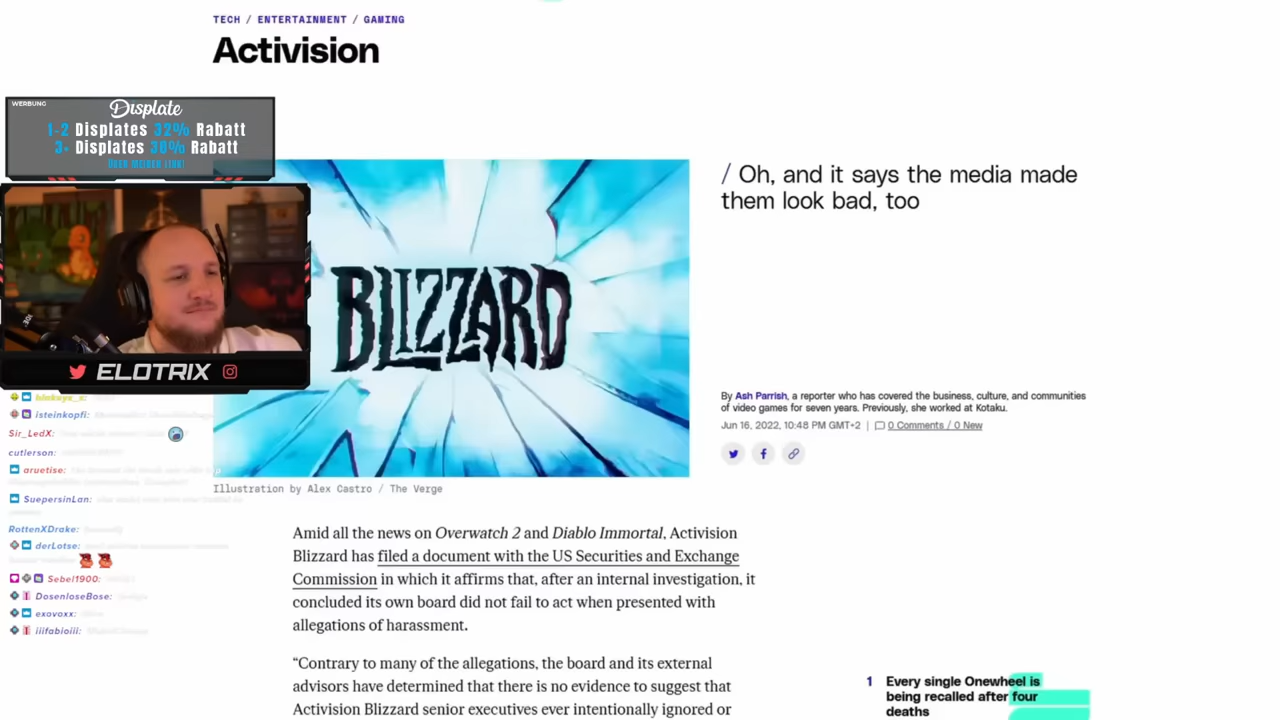 TECH / ENTERTAINMENT / GAMING
Activision
WERBUNG
Displate
1-2 Displates 32% Rabatt
Displates
Rabatt
ÜBER MEINEN LINK!
ELOTRIX
isteinkopfi:
Sir_LedX:
cutlerson:
aruetise:
SuepersinLan:
RottenXDrake:
derLotse:
Sebel1900:
DosenloseBose:
exovoxx:
iiifabioiii:
BLIZZARD
/ Oh, and it says the media made
them look bad, too
By Ash Parrish, a reporter who has covered the business, culture, and communities
of video games for seven years. Previously, she worked at Kotaku.
Jun 16, 2022, 10:48 PM GMT+2 | 0 Comments / 0 New
Illustration by Alex Castro / The Verge
Amid all the news on Overwatch 2 and Diablo Immortal, Activision
Blizzard has filed a document with the US Securities and Exchange
Commission in which it affirms that, after an internal investigation, it
concluded its own board did not fail to act when presented with
allegations of harassment.
“Contrary to many of the allegations, the board and its external
advisors have determined that there is no evidence to suggest that
Activision Blizzard senior executives ever intentionally ignored or
1 Every single Onewheel is
being recalled after four
deaths